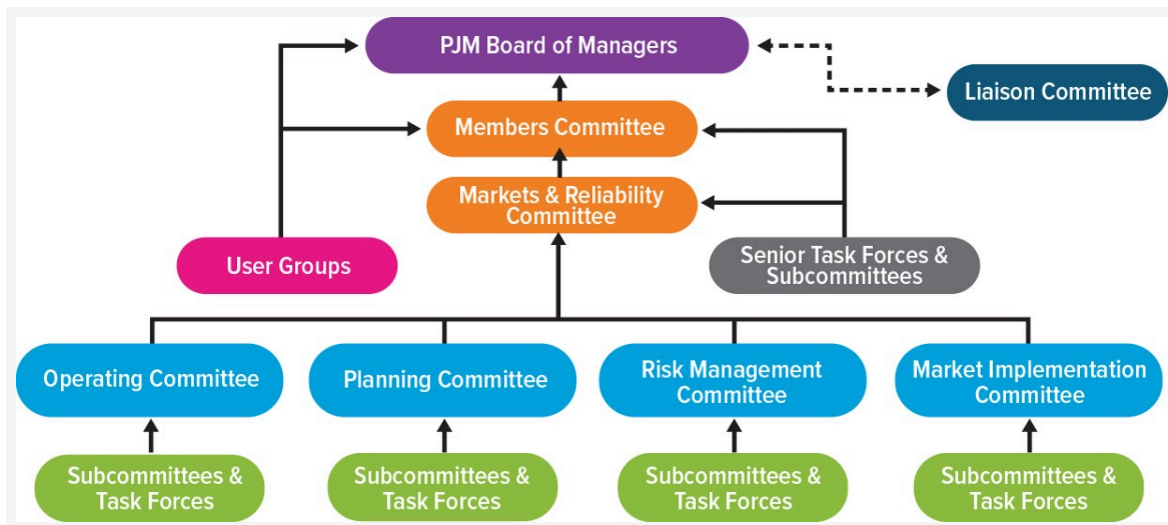 PJM Board of Managers
Liaison Committee
Members Committee
Markets & Reliability
Committee
User Groups
Senior Task Forces &
Subcommittees
Operating Committee
Planning Committee
Risk Management
Committee
Market Implementation
Committee
Subcommittees &
Task Forces
Subcommittees &
Task Forces
Subcommittees &
Task Forces
Subcommittees &
Task Forces